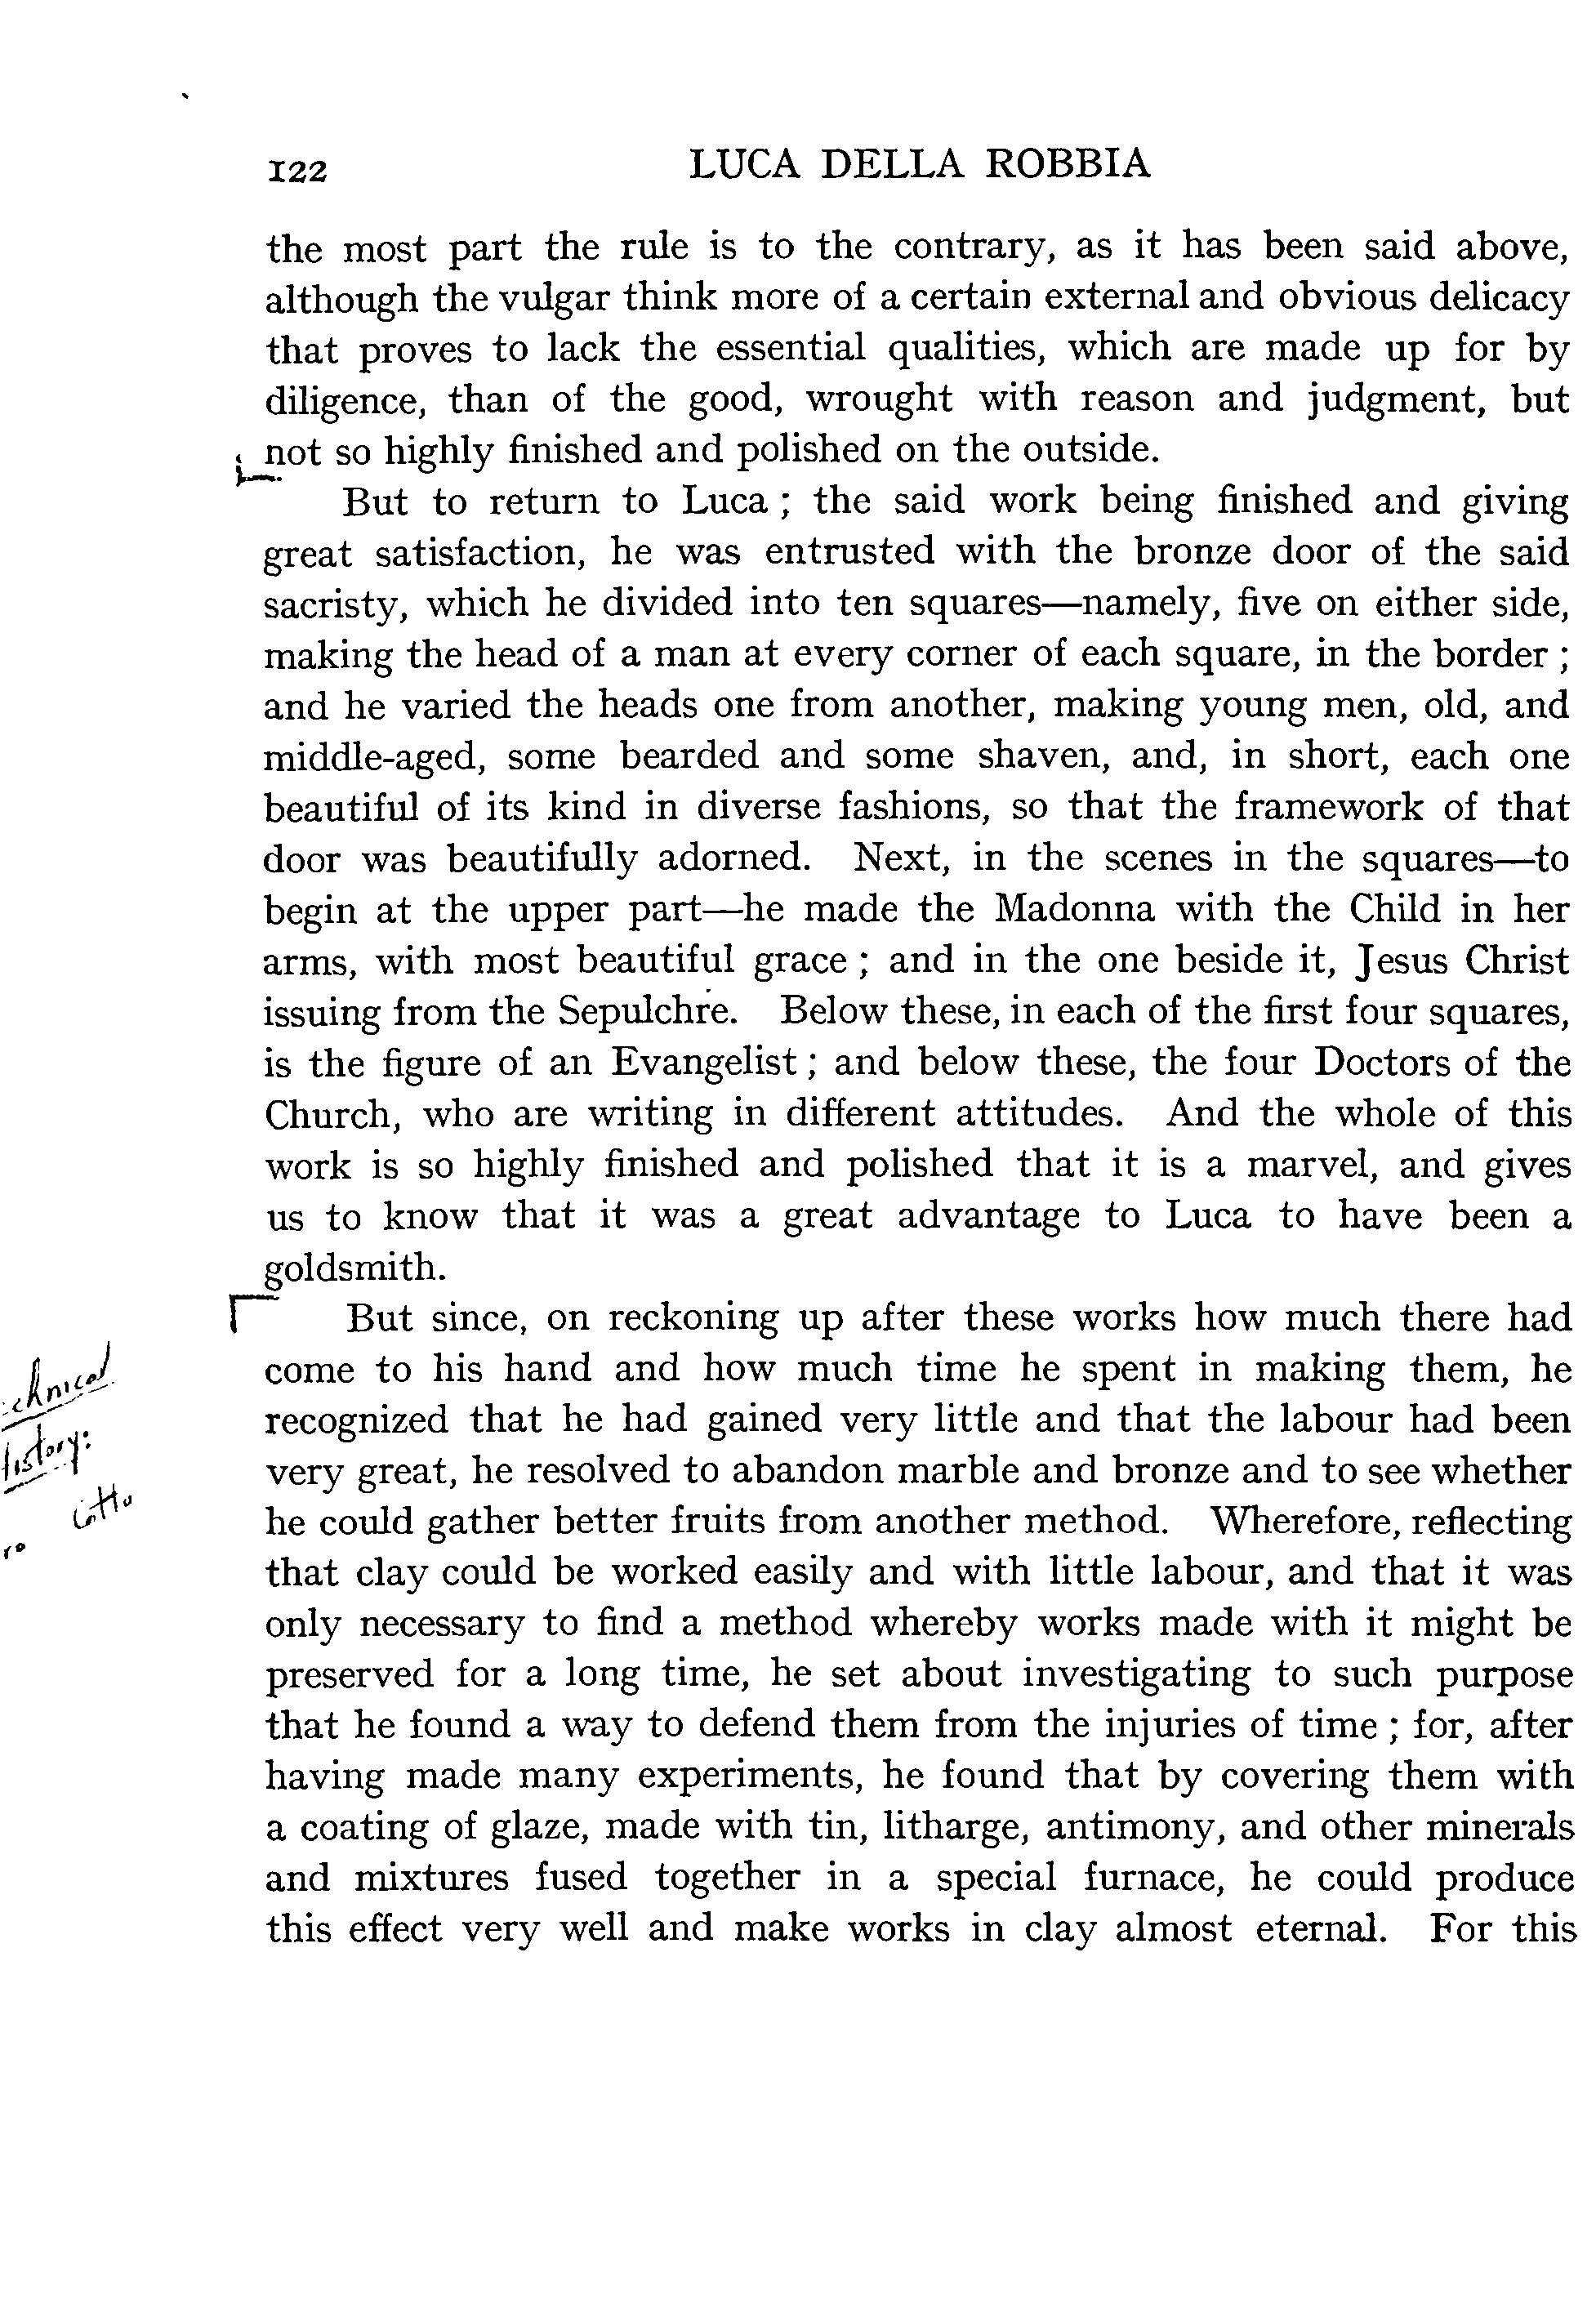 122 LUCA DELLA ROBBIA
the most part the rule is to the contrary, as it has been said above,
although the vulgar think more of a certain external and obvious delicacy
that proves to lack the essential qualities, which are made up for by
diligence, than of the good, wrought with reason and judgment, but
not so highly finished and polished on the outside.
But to return to Luca ; the said work being finished and giving
great satisfaction, he was entrusted with the bronze door of the said
sacristy, which he divided into ten squares—namely, five on either side,
making the head of a man at every corner of each square, in the border ;
and he varied the heads one from another, making young men, old, and
middle-aged, some bearded and some shaven, and, in short, each one
beautiful of its kind in diverse fashions, so that the framework of that
door was beautifully adorned. Next, in the scenes in the squares—to
begin at the upper part—he made the Madonna with the Child in her
arms, with most beautiful grace ; and in the one beside it, Jesus Christ
issuing from the Sepulchre. Below these, in each of the first four squares,
is the figure of an Evangelist ; and below these, the four Doctors of the
Church, who are writing in different attitudes. And the whole of this
work is so highly finished and polished that it is a marvel, and gives
us to know that it was a great advantage to Luca to have been a
goldsmith.
But since, on reckoning up after these works how much there had
come to his hand and how much time he spent in making them, he
recognized that he had gained very little and that the labour had been
very great, he resolved to abandon marble and bronze and to see whether
he could gather better fruits from another method. Wherefore, reflecting
that clay could be worked easily and with little labour, and that it was
only necessary to find a method whereby works made with it might be
preserved for a long time, he set about investigating to such purpose
that he found a way to defend them from the injuries of time ; for, after
having made many experiments, he found that by covering them with
a coating of glaze, made with tin, litharge, antimony, and other minerals
and mixtures fused together in a special furnace, he could produce
this effect very well and make works in clay almost eternal. For this
chnical
history:
cotta